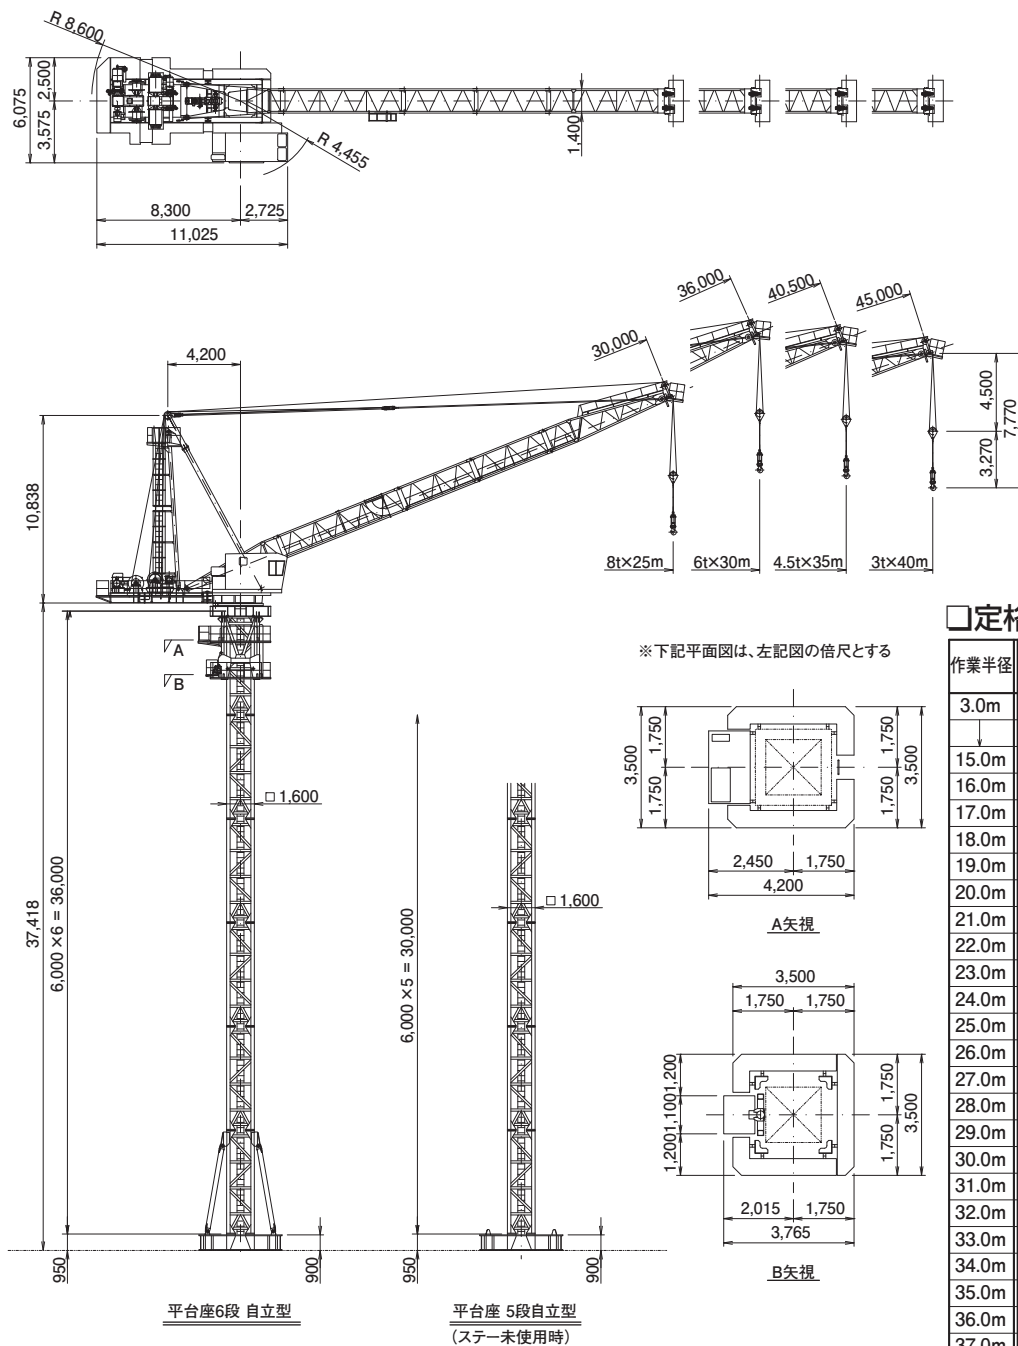 R 8,600
6,075
2,500
3,575
R 4,455
1,400
8,300
2,725
11,025
36,000
40,500
45,000
30,000
4,200
4,500
7,770
3,270
10,838
8t×25m
6t×30m
4.5t×35m
3t×40m
A
B
※下記平面図は、左記図の倍尺とする
3,500
1,750
1,750
1,750
1,750
3,500
2,450
1,750
4,200
A矢視
□1,600
□1,600
37,418
6,000 ×6 = 36,000
6,000 ×5 = 30,000
3,500
1,750
1,750
1,200
1,100
1,200
1,750
1,750
3,500
2,015
1,750
3,765
B矢視
950
900
950
900
平台座6段 自立型
平台座 5段自立型
(ステー未使用時)
□定格
作業半径
3.0m
15.0m
16.0m
17.0m
18.0m
19.0m
20.0m
21.0m
22.0m
23.0m
24.0m
25.0m
26.0m
27.0m
28.0m
29.0m
30.0m
31.0m
32.0m
33.0m
34.0m
35.0m
36.0m
37.0m